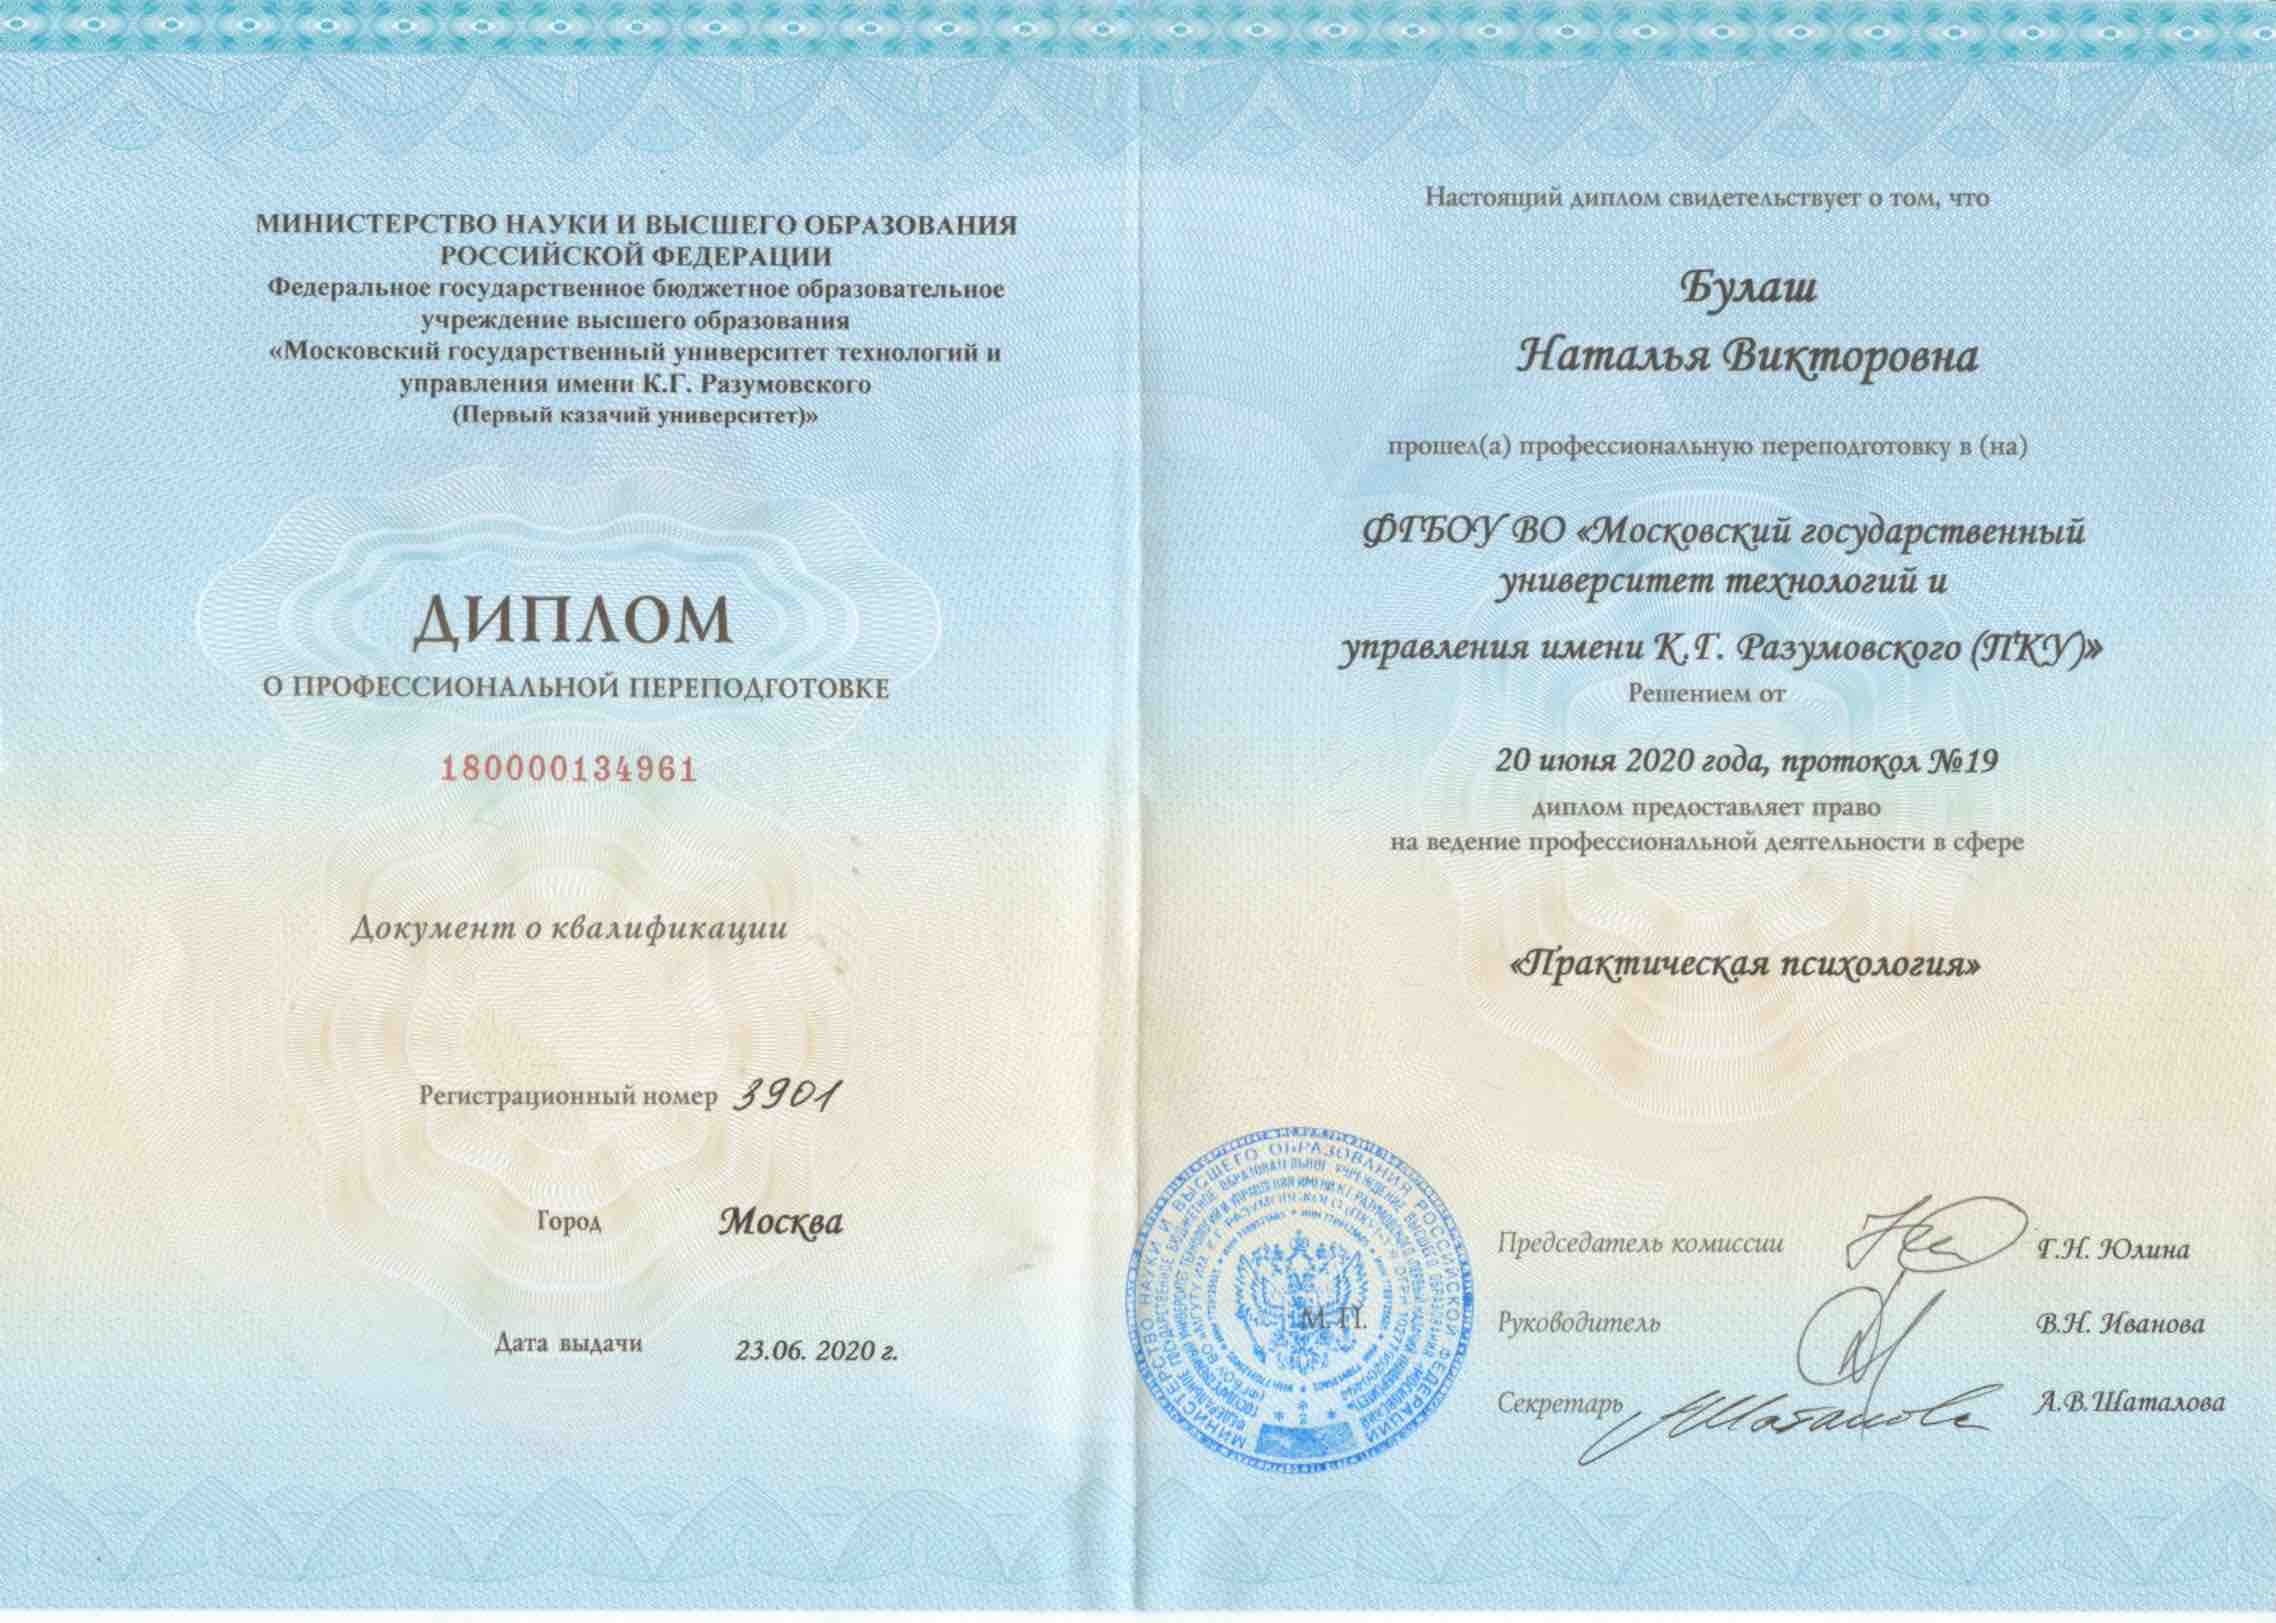 МИНИСТЕРСТВО НАУКИ И ВЫСШЕГО ОБРАЗОВАНИЯ
РОССИЙСКОЙ ФЕДЕРАЦИИ
Федеральное государственное бюджетное образовательное
учреждение высшего образования
«Московский государственный университет технологий и
управления имени К.Г. Разумовского
(Первый казачий университет)»
ДИПЛОМ
О ПРОФЕССИОНАЛЬНОЙ ПЕРЕПОДГОТОВКЕ
180000134961
Документ о квалификации
Регистрационный номер 3901
Город Москва
Дата выдачи 23.06. 2020 г.
Настоящий диплом свидетельствует о том, что
Булаш
Наталья Викторовна
прошел(а) профессиональную переподготовку в (на)
ФГБОУ ВО «Московский государственный
университет технологий и
управления имени К.Г. Разумовского (ПКУ)»
Решением от
20 июня 2020 года, протокол №19
диплом предоставляет право
на ведение профессиональной деятельности в сфере
«Практическая психология»
МИНИСТЕРСТВО НАУКИ И ВЫСШЕГО ОБРАЗОВАНИЯ РОССИЙСКОЙ ФЕДЕРАЦИИ
М. П.
* 2 *
Председатель комиссии Г.Н. Юлина
Руководитель В.Н. Иванова
Секретарь А.В.Шаталова